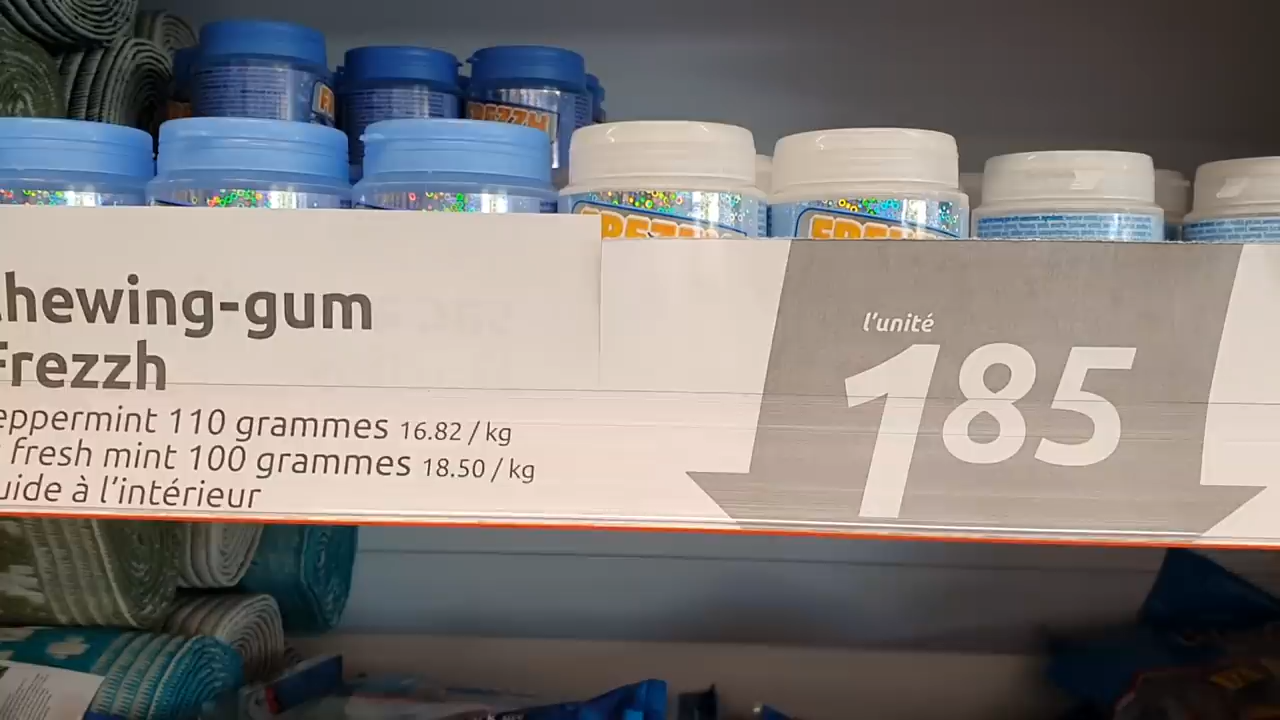 FREZZH
hewing-gum
Frezzh
eppermint 110 grammes 16.82 / kg
fresh mint 100 grammes 18.50 / kg
uide à l'intérieur
l'unité
185